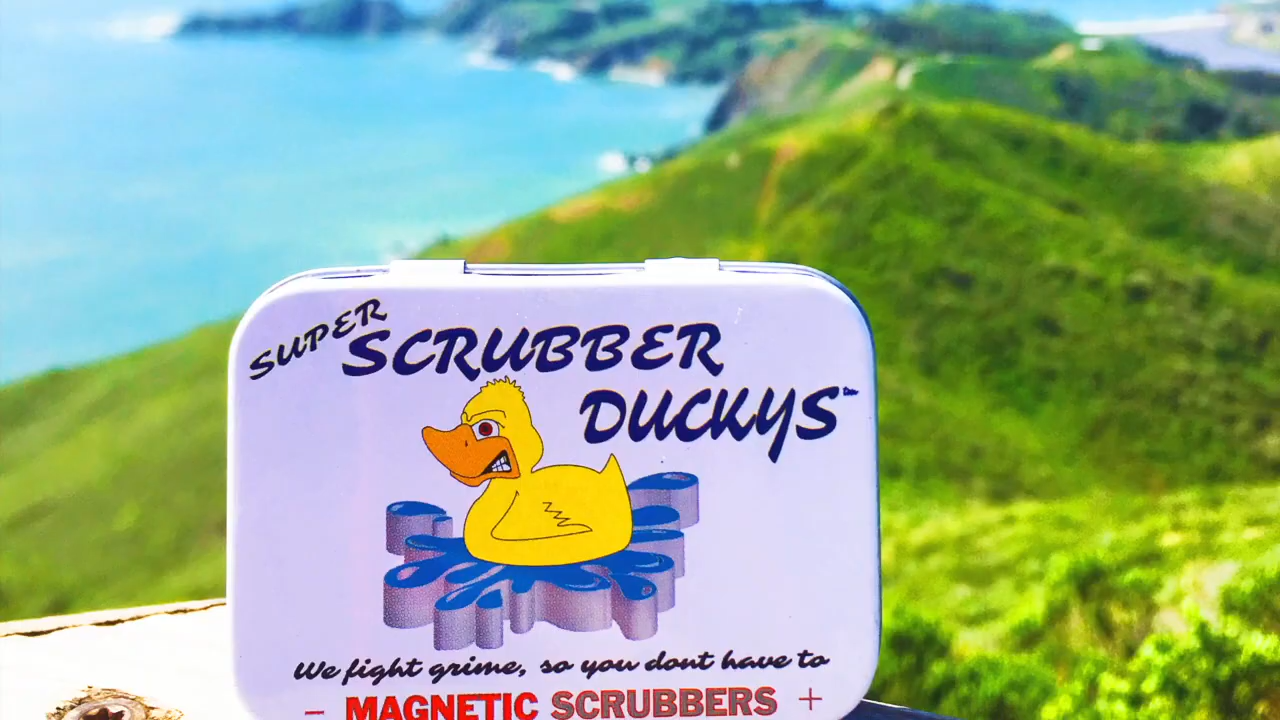 SUPER SCRUBBER
DUCKYS
We fight grime, so you dont have to
- MAGNETIC SCRUBBERS +